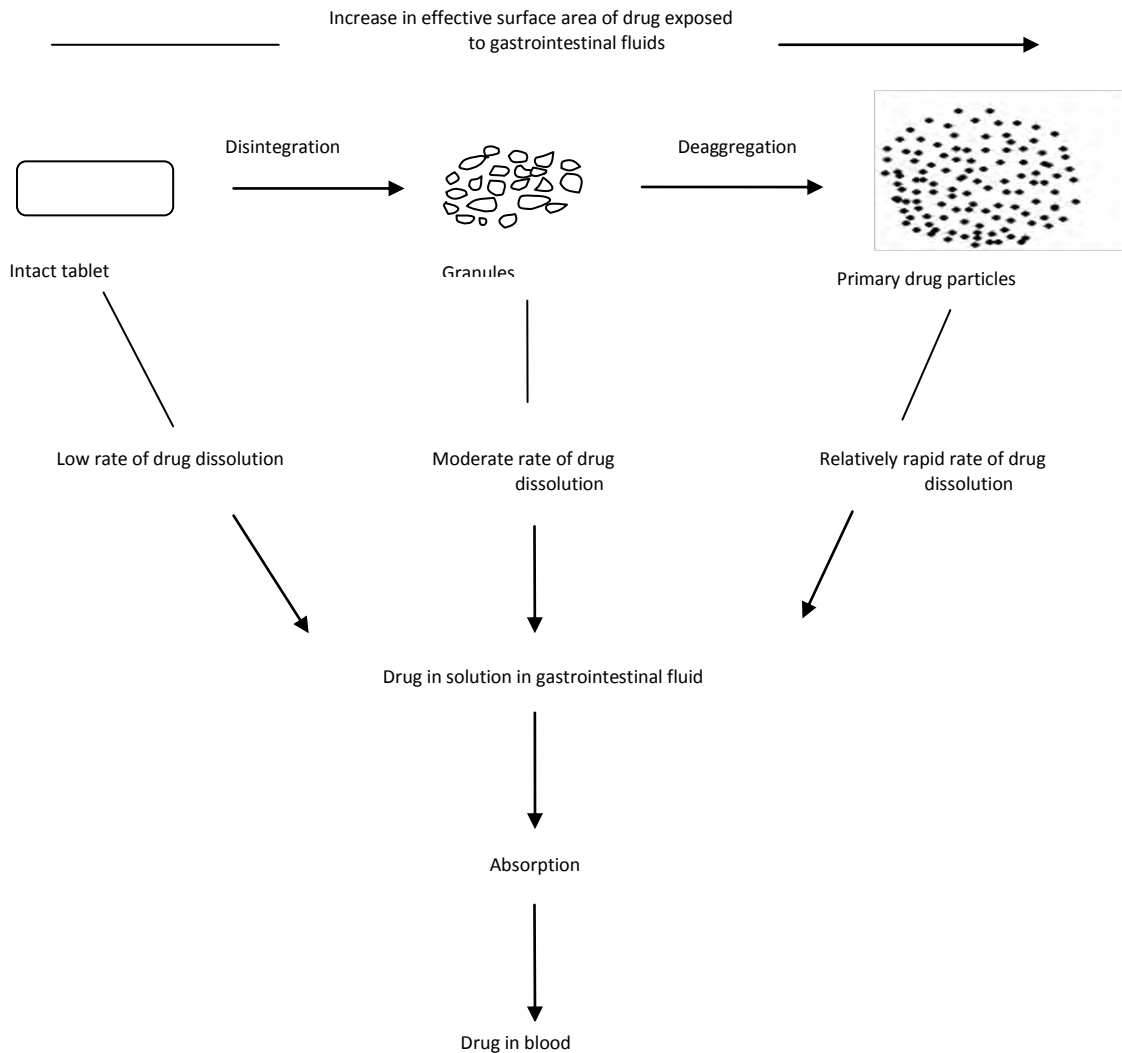 Increase in effective surface area of drug exposed
to gastrointestinal fluids
Disintegration
Deaggregation
Intact tablet
Granules
Primary drug particles
Low rate of drug dissolution
Moderate rate of drug
dissolution
Relatively rapid rate of drug
dissolution
Drug in solution in gastrointestinal fluid
Absorption
Drug in blood